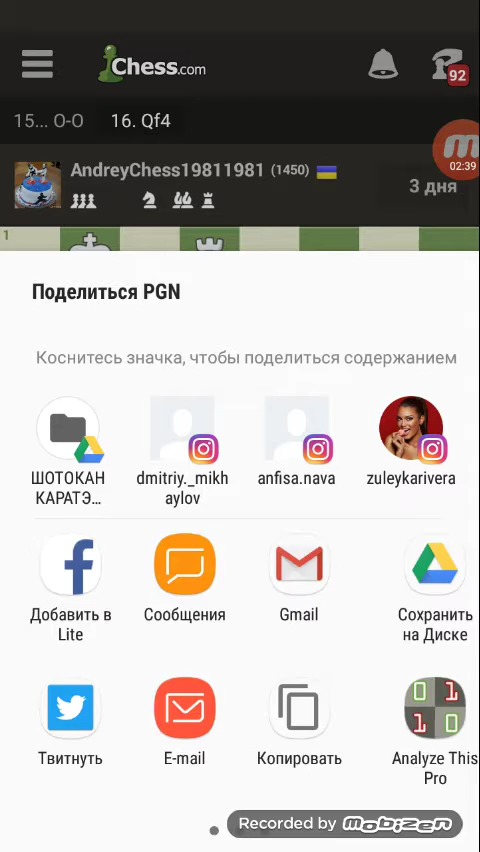 Chess.com
92
15... O-O 16. Qf4
02:39
AndreyChess19811981 (1450)
3 дня
1
Поделиться PGN
Коснитесь значка, чтобы поделиться содержанием
ШОТОКАН
КАРАТЭ...
dmitriy._mikh
aylov
anfisa.nava
zuleykarivera
Добавить в
Lite
Сообщения
Gmail
Сохранить
на Диске
Твитнуть
E-mail
Копировать
Analyze This
Pro
Recorded by Mobizen